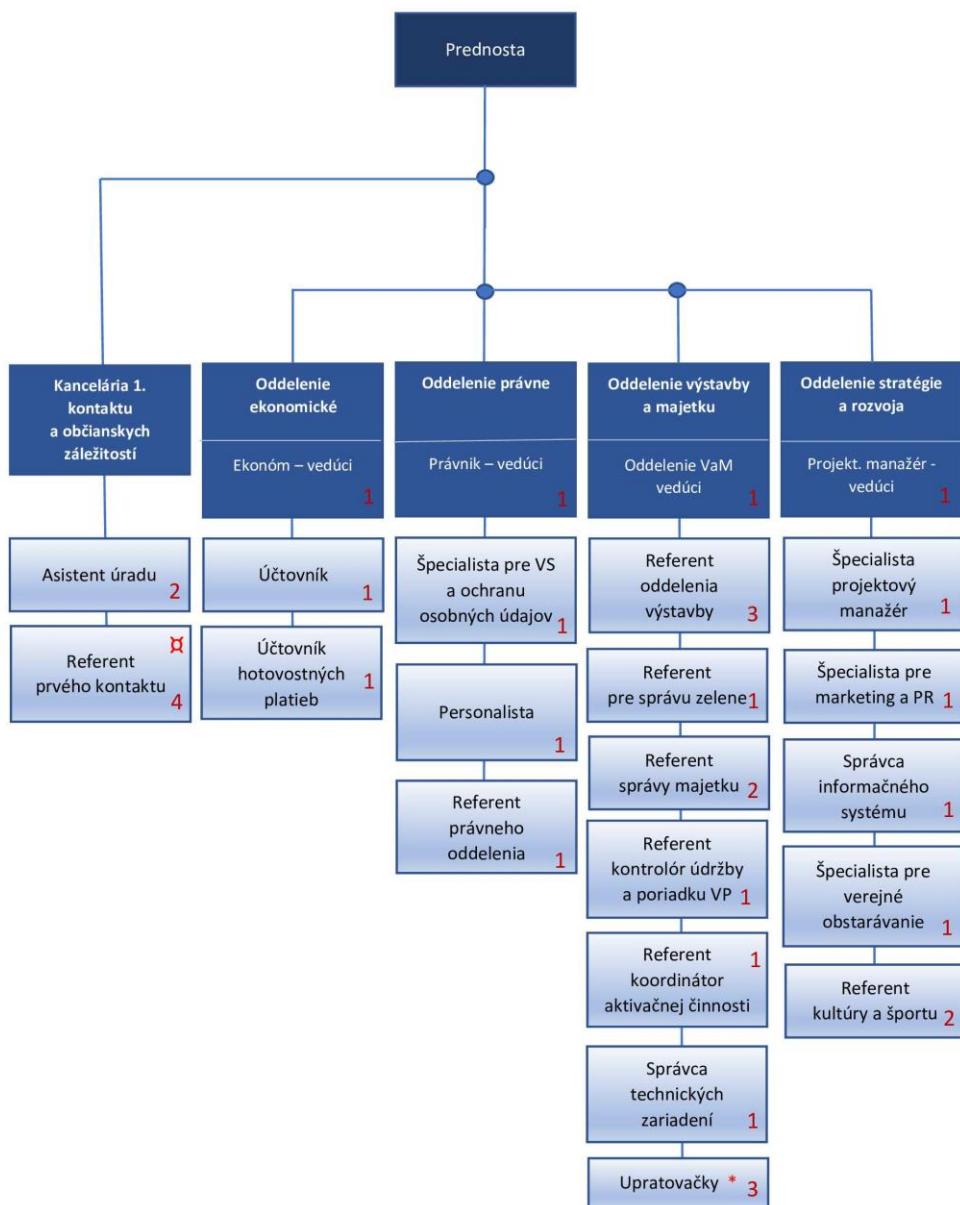 Prednosta
Kancelária 1.
kontaktu
a občianskych
záležitostí
Asistent úradu
2
¤
Referent
prvého kontaktu
4
Oddelenie
ekonomické
Ekonóm – vedúci
1
Účtovník
1
Účtovník
hotovostných
platieb
1
Oddelenie právne
Právnik – vedúci
1
Špecialista pre VS
a ochranu
osobných údajov
1
Personalista
1
Referent
právneho
oddelenia
1
Oddelenie výstavby
a majetku
Oddelenie VaM
vedúci
1
Referent
oddelenia
výstavby
3
Referent
pre správu zelene
1
Referent
správy majetku
2
Referent
kontrolór údržby
a poriadku VP
1
Referent
koordinátor
aktivačnej činnosti
1
Správca
technických
zariadení
1
Upratovačky *
3
Oddelenie stratégie
a rozvoja
Projekt. manažér -
vedúci
1
Špecialista
projektový
manažér
1
Špecialista pre
marketing a PR
1
Správca
informačného
systému
1
Špecialista pre
verejné
obstarávanie
1
Referent
kultúry a športu
2